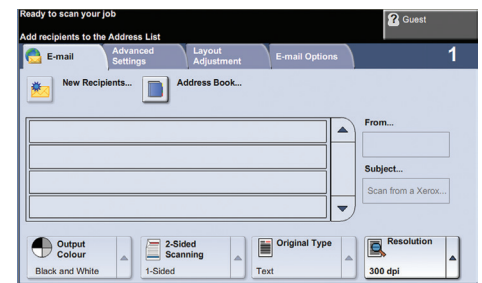 Ready to scan your job
Guest
Add recipients to the Address List
E-mail
Advanced Settings
Layout Adjustment
E-mail Options
1
New Recipients...
Address Book...
From...
Subject...
Scan from a Xerox...
Output Colour
Black and White
2-Sided Scanning
1-Sided
Original Type
Text
Resolution
300 dpi